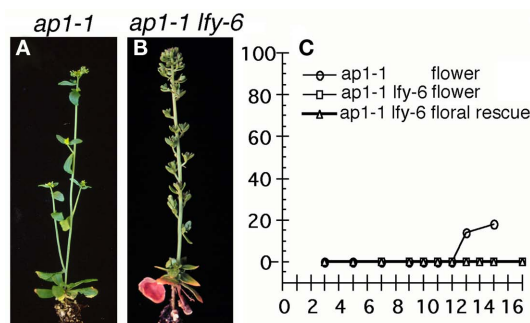 ap1-1
ap1-1 lfy-6
A
B
C
100
80
60
40
20
0
ap1-1 flower
ap1-1 lfy-6 flower
ap1-1 lfy-6 floral rescue
0 2 4 6 8 10 12 14 16